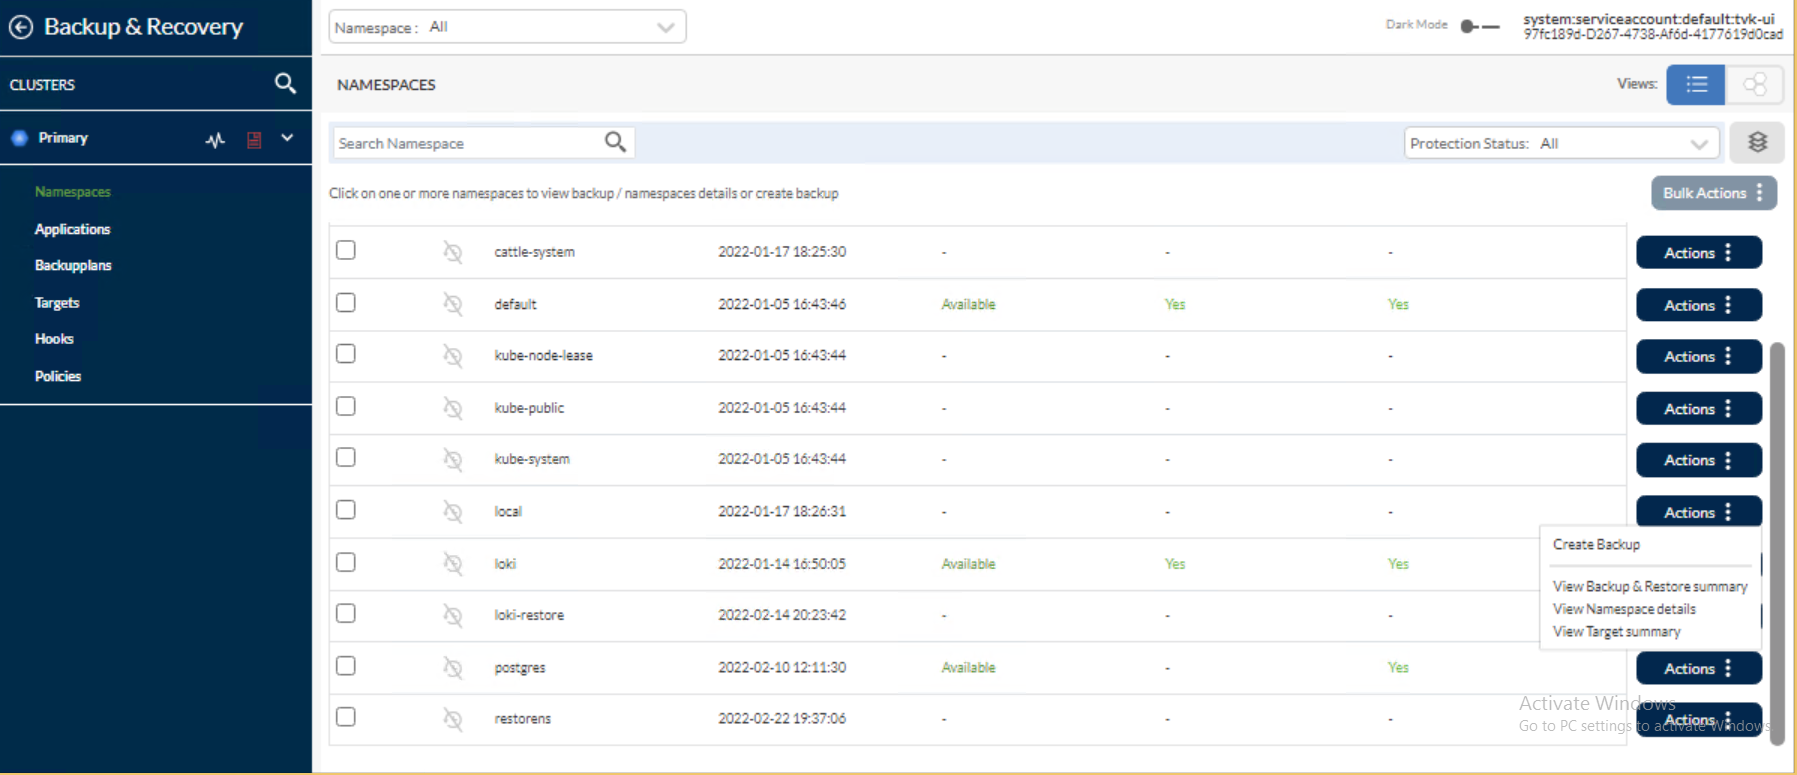 Backup & Recovery
Namespace : All
Dark Mode
system:serviceaccount:default:tvk-ui
97fc189d-D267-4738-Af6d-4177619d0cad
CLUSTERS
NAMESPACES
Views:
Primary
Search Namespace
Protection Status: All
Namespaces
Click on one or more namespaces to view backup / namespaces details or create backup
Bulk Actions
Applications
Backupplans
Targets
Hooks
Policies
cattle-system 2022-01-17 18:25:30 - - - Actions
default 2022-01-05 16:43:46 Available Yes Yes Actions
kube-node-lease 2022-01-05 16:43:44 - - - Actions
kube-public 2022-01-05 16:43:44 - - - Actions
kube-system 2022-01-05 16:43:44 - - - Actions
local 2022-01-17 18:26:31 - - - Actions
Create Backup
loki 2022-01-14 16:50:05 Available Yes Yes
View Backup & Restore summary
View Namespace details
loki-restore 2022-02-14 20:23:42 - - -
View Target summary
postgres 2022-02-10 12:11:30 Available - Yes Actions
restorens 2022-02-22 19:37:06 - - - Actions
Activate Windows
Go to PC settings to activate Windows